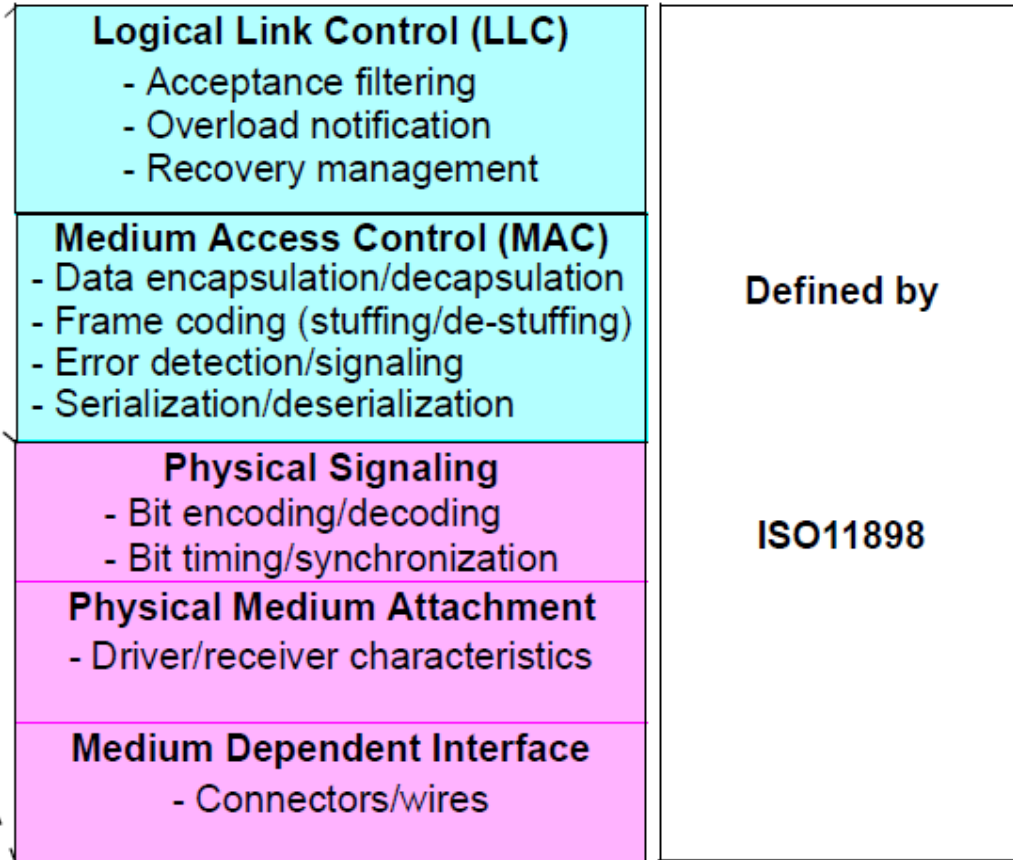 Logical Link Control (LLC)
- Acceptance filtering
- Overload notification
- Recovery management
Medium Access Control (MAC)
- Data encapsulation/decapsulation
- Frame coding (stuffing/de-stuffing)
- Error detection/signaling
- Serialization/deserialization
Physical Signaling
- Bit encoding/decoding
- Bit timing/synchronization
Physical Medium Attachment
- Driver/receiver characteristics
Medium Dependent Interface
- Connectors/wires
Defined by
ISO11898